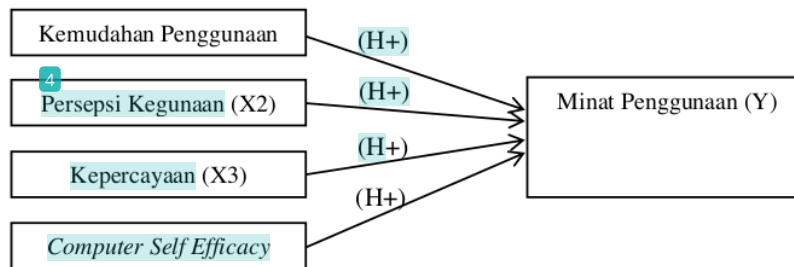 Kemudahan Penggunaan
(H+)
4
Persepsi Kegunaan (X2)
(H+)
Minat Penggunaan (Y)
Kepercayaan (X3)
(H+)
(H+)
Computer Self Efficacy